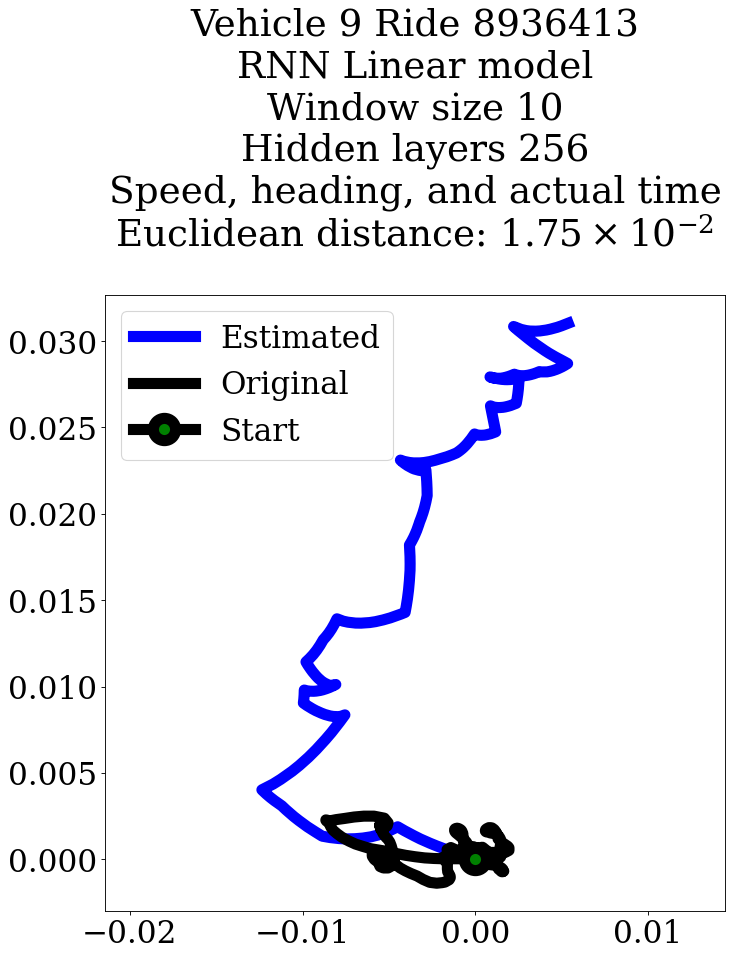 Vehicle 9 Ride 8936413
RNN Linear model
Window size 10
Hidden layers 256
Speed, heading, and actual time
Euclidean distance: 1.75 × 10⁻²
Estimated
Original
Start
0.030
0.025
0.020
0.015
0.010
0.005
0.000
−0.02 −0.01 0.00 0.01